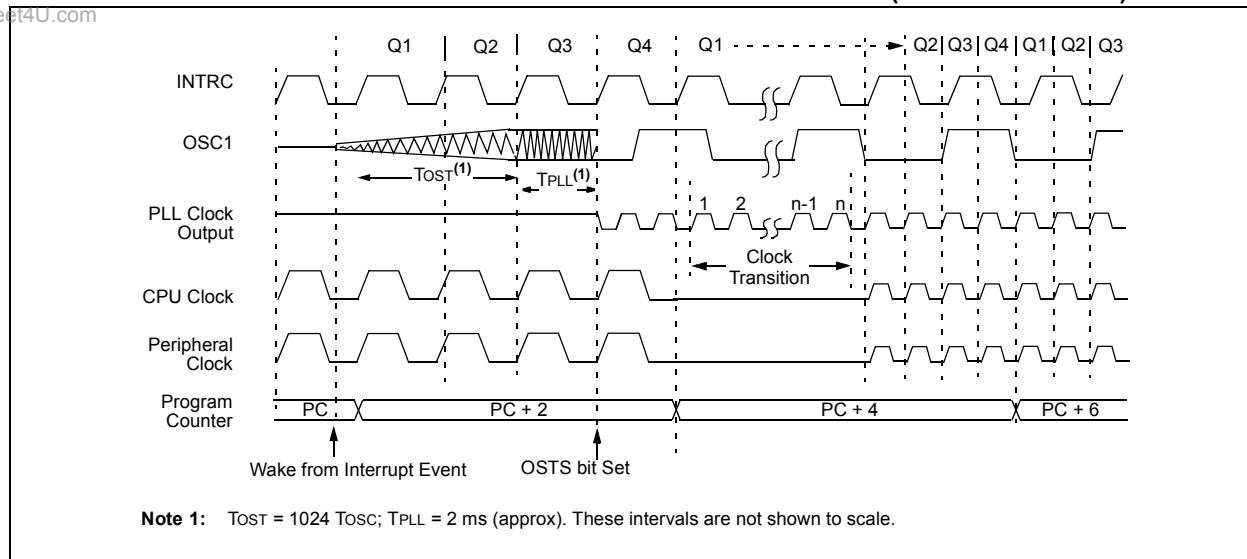 eet4U.com
Q1 Q2 Q3 Q4 Q1 Q2 Q3 Q4 Q1 Q2 Q3
INTRC
OSC1
TOST(1) TPLL(1)
1 2 n-1 n
PLL Clock
Output
Clock
Transition
CPU Clock
Peripheral
Clock
Program
Counter
PC PC + 2 PC + 4 PC + 6
Wake from Interrupt Event OSTS bit Set
Note 1: TOST = 1024 TOSC; TPLL = 2 ms (approx). These intervals are not shown to scale.